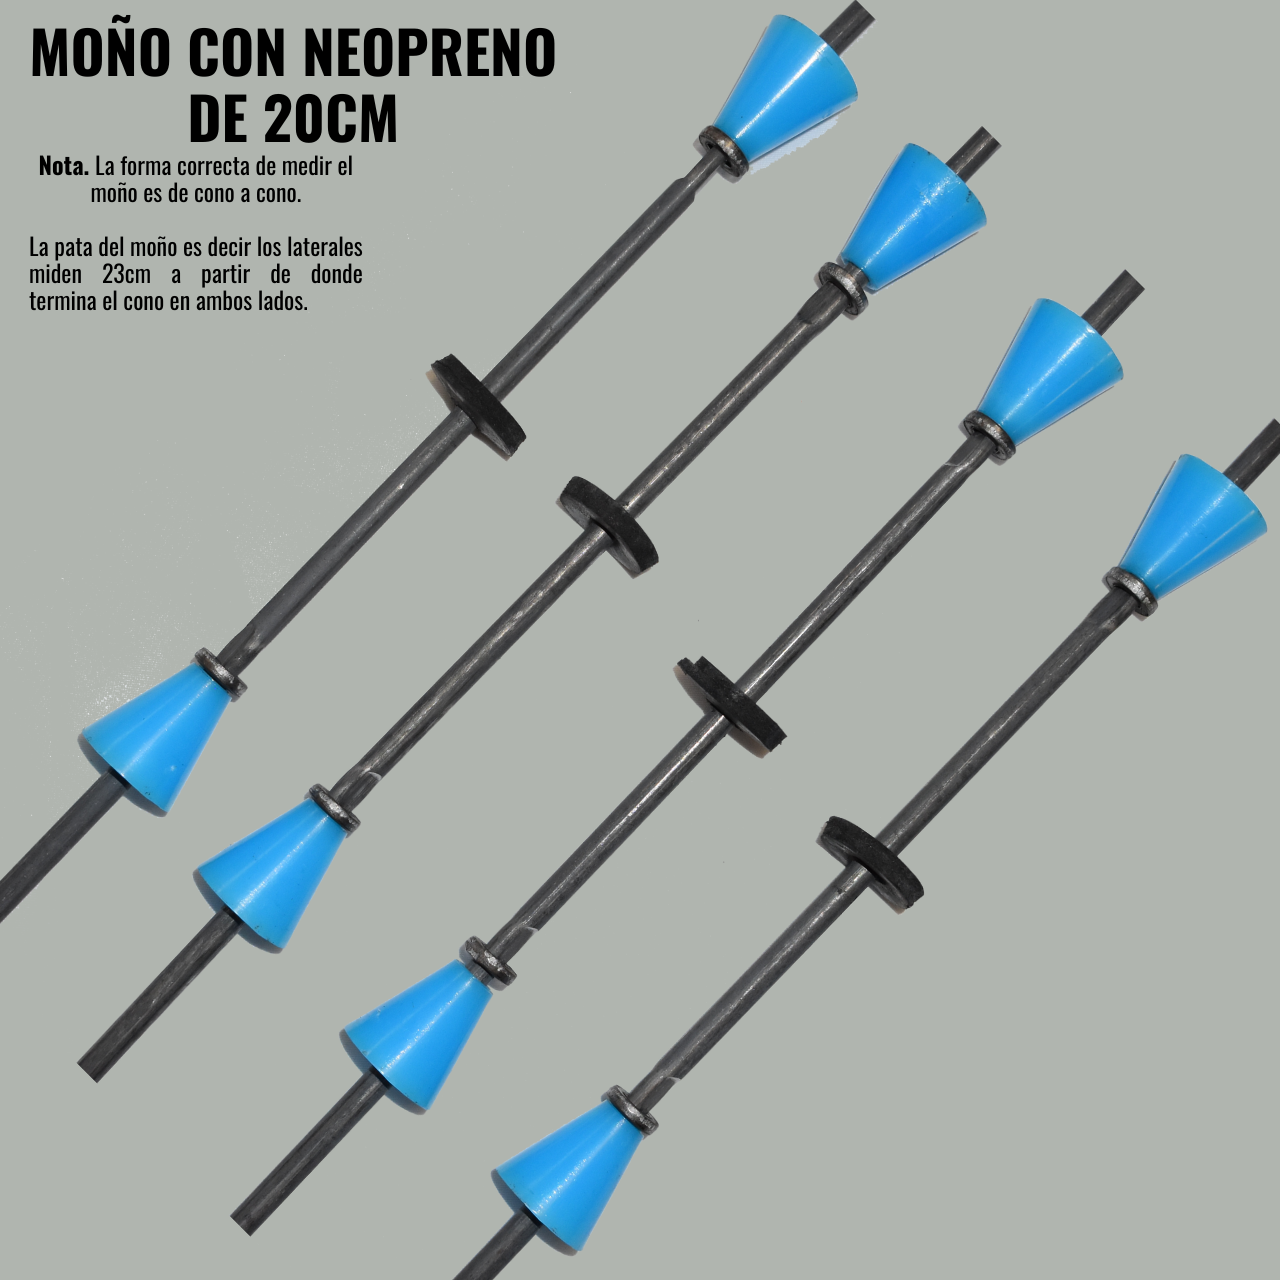 MOÑO CON NEOPRENO
DE 20CM
Nota. La forma correcta de medir el
moño es de cono a cono.
La pata del moño es decir los laterales
miden 23cm a partir de donde
termina el cono en ambos lados.